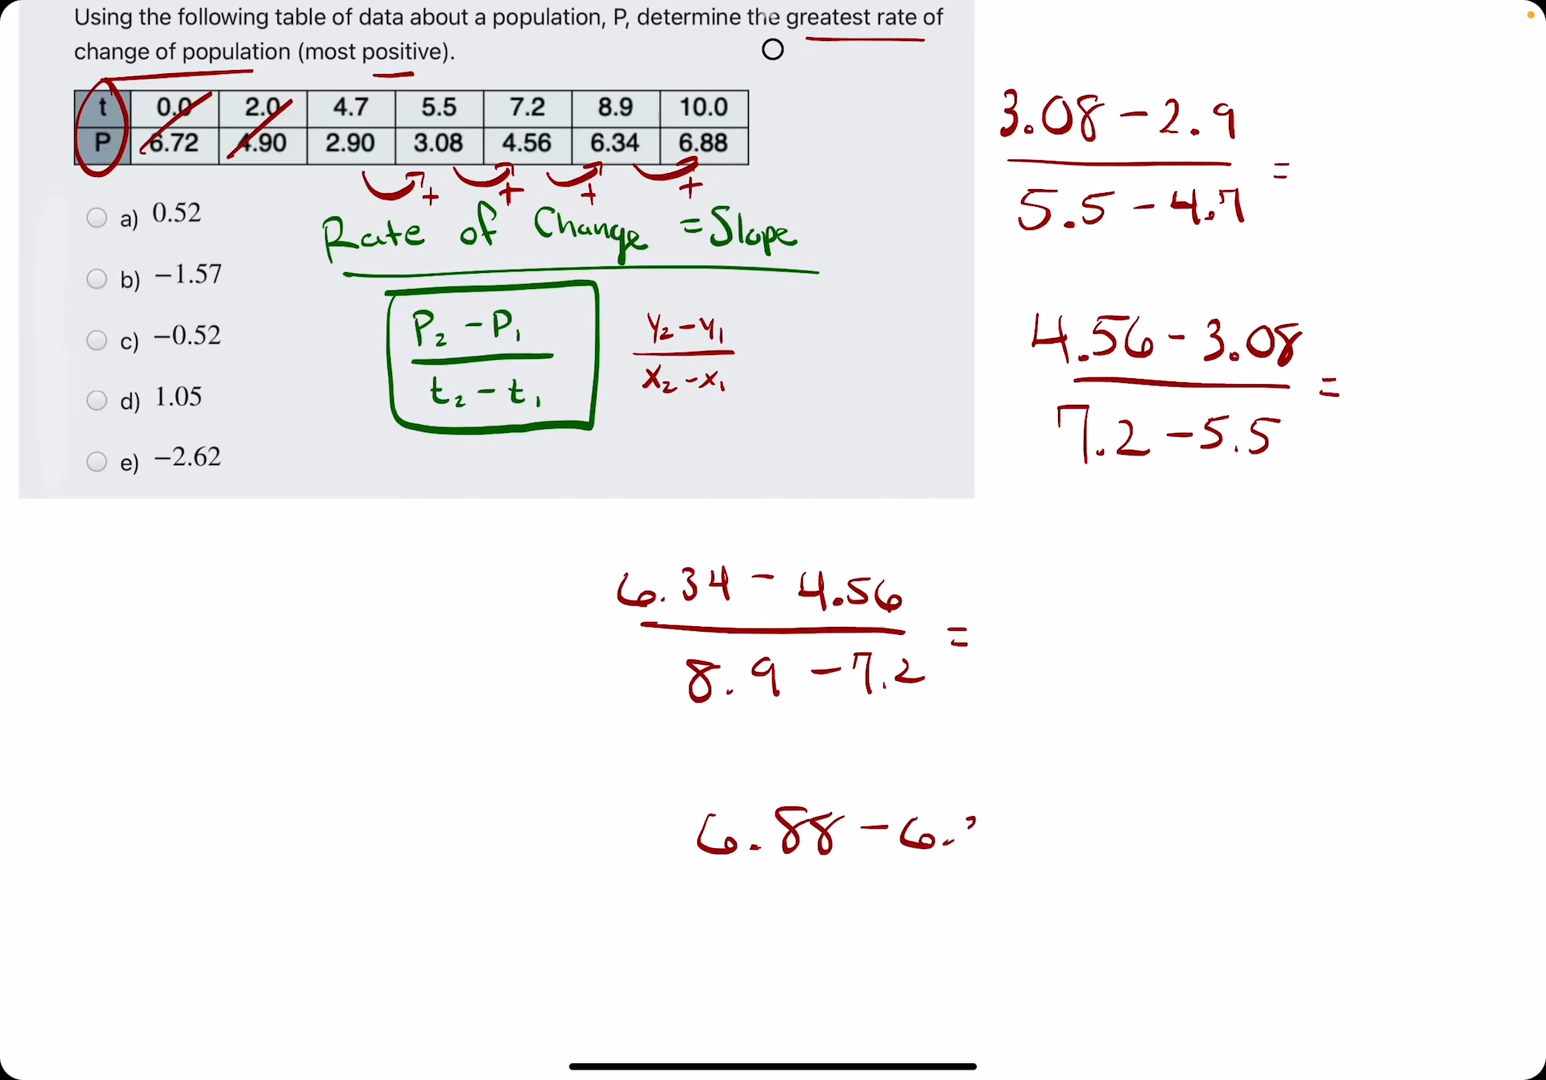 Using the following table of data about a population, P, determine the greatest rate of
change of population (most positive).
t 0.0 2.0 4.7 5.5 7.2 8.9 10.0
P 6.72 4.90 2.90 3.08 4.56 6.34 6.88
+ + + +
a) 0.52
b) −1.57
c) −0.52
d) 1.05
e) −2.62
Rate of Change = Slope
P₂ - P₁
t₂ - t₁
Y₂ - Y₁
X₂ - X₁
3.08 - 2.9
=
5.5 - 4.7
4.56 - 3.08
=
7.2 - 5.5
6.34 - 4.56
=
8.9 - 7.2
6.88 - 6.